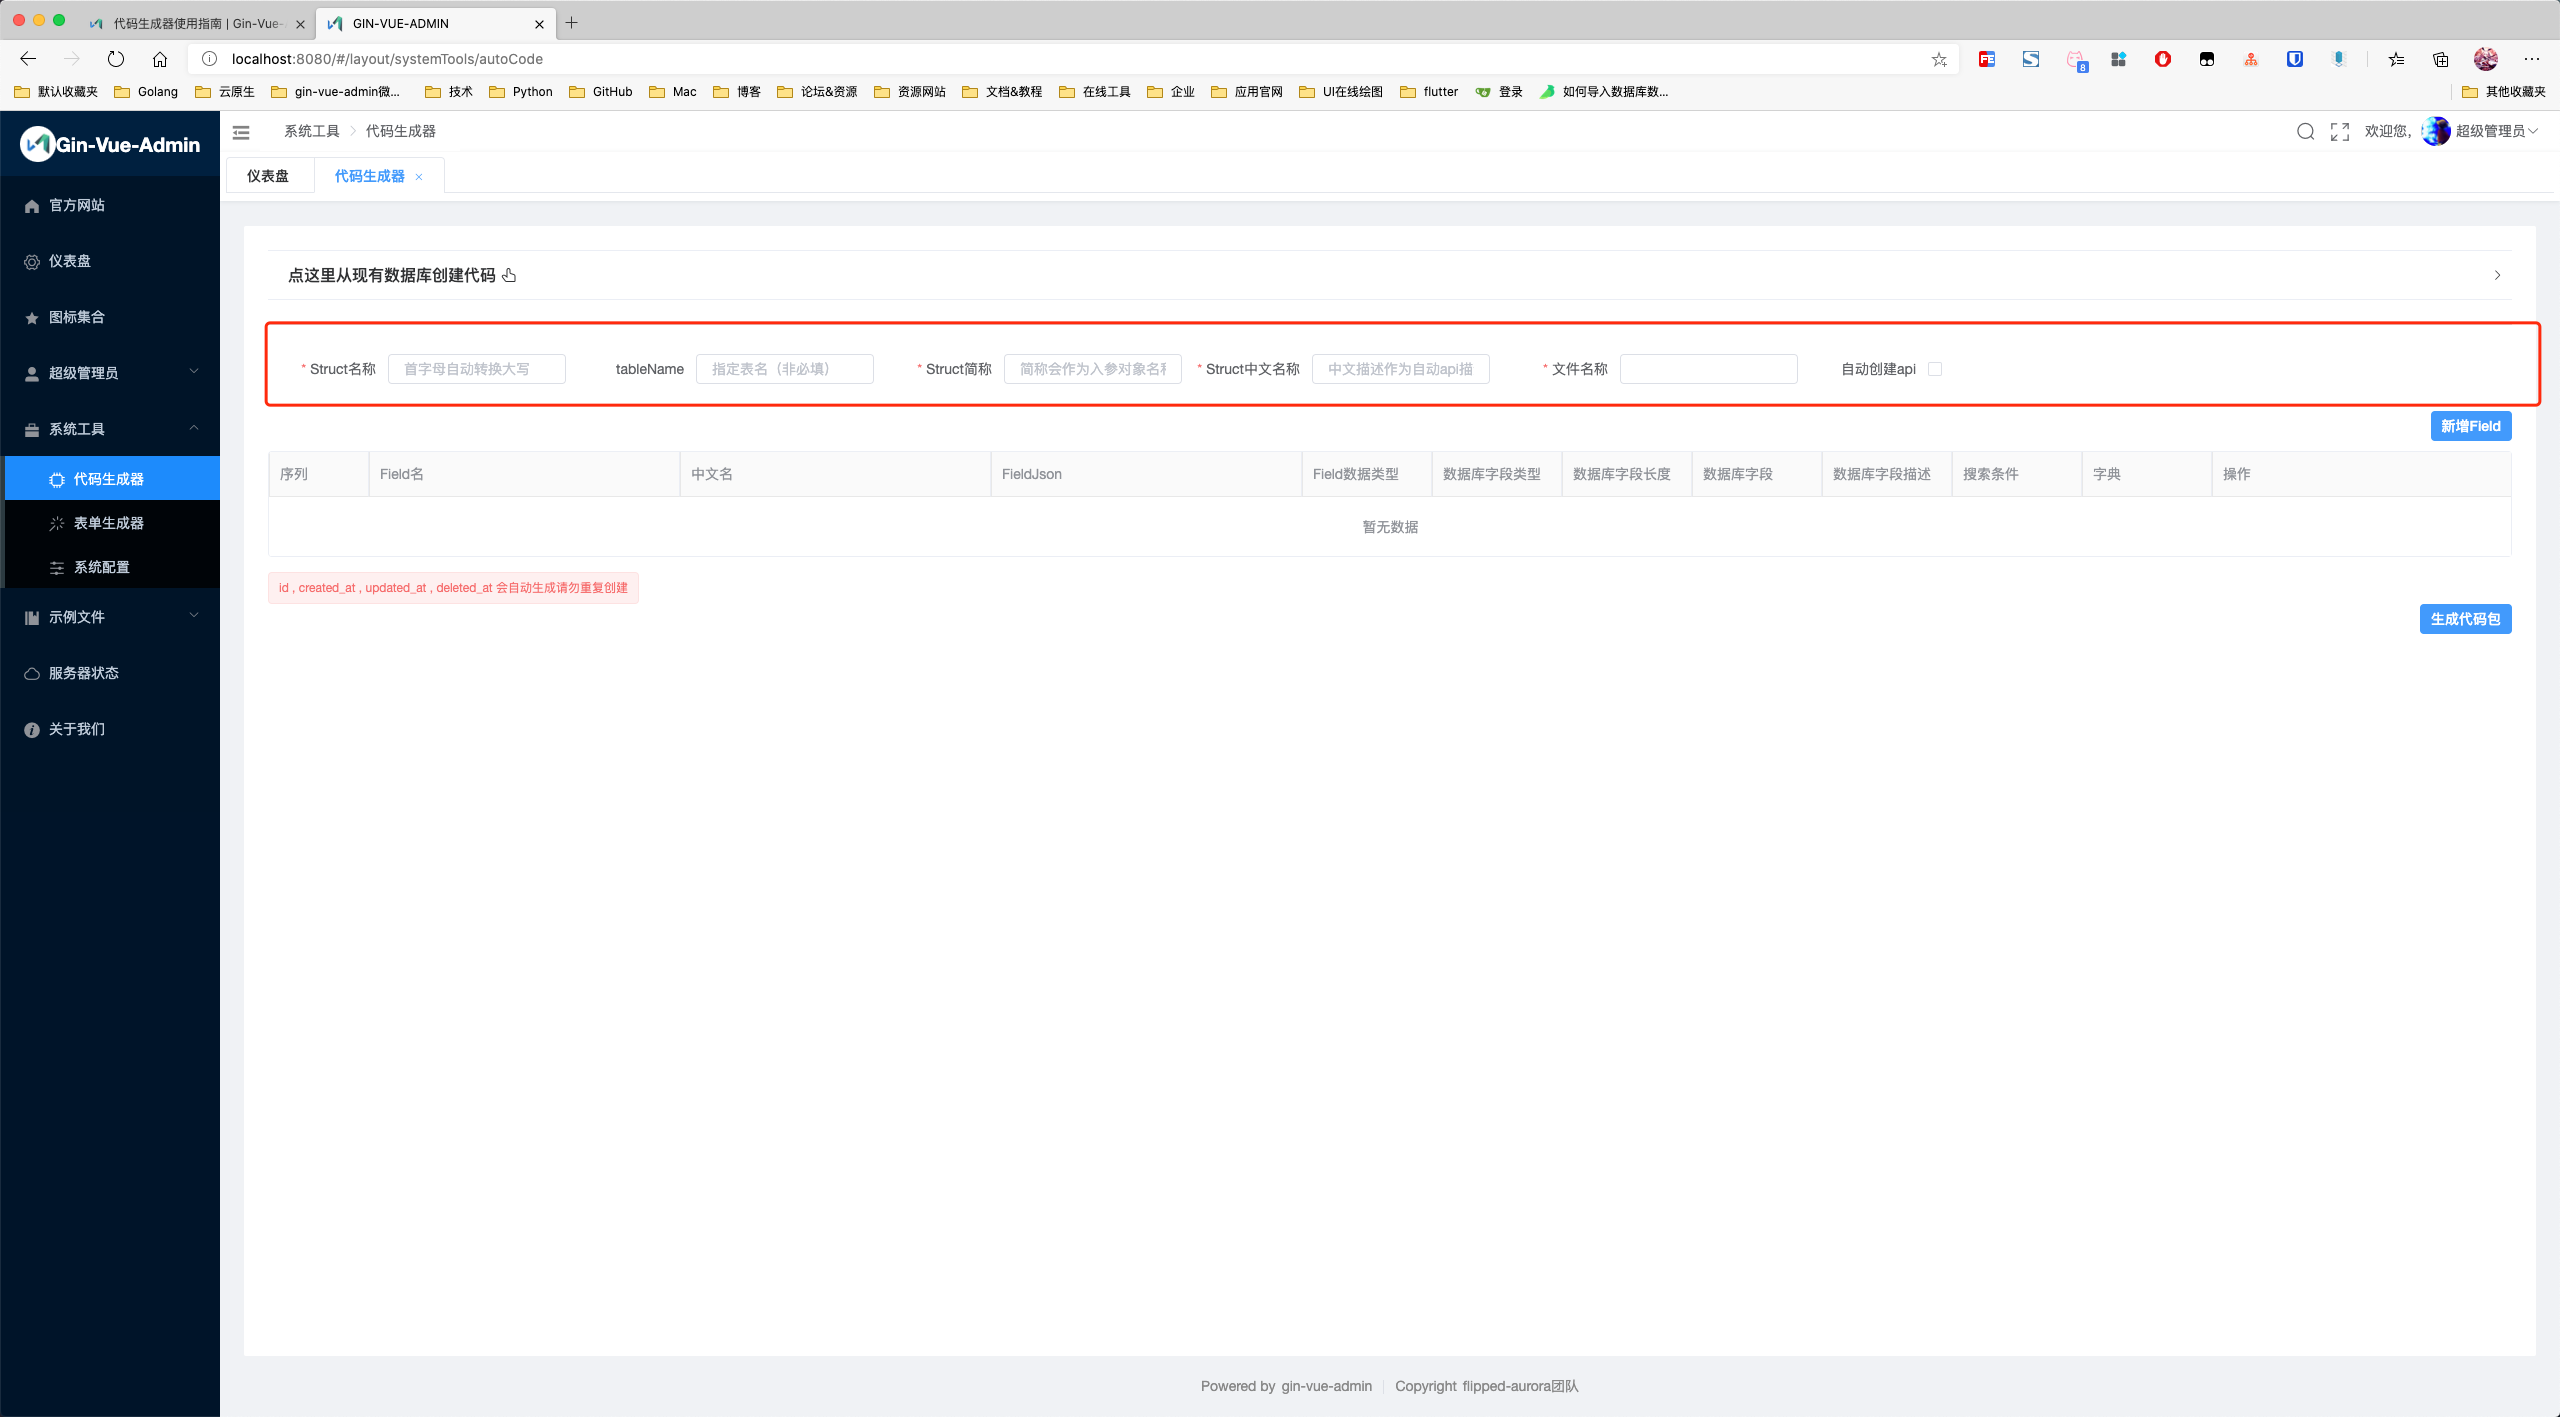 代码生成器使用指南 | Gin-Vue-
GIN-VUE-ADMIN
localhost:8080/#/layout/systemTools/autoCode
8
默认收藏夹 Golang 云原生 gin-vue-admin微... 技术 Python GitHub Mac 博客 论坛&资源 资源网站 文档&教程 在线工具 企业 应用官网 UI在线绘图 flutter 登录 如何导入数据库数... 其他收藏夹
Gin-Vue-Admin
系统工具 代码生成器
欢迎您, 超级管理员
仪表盘 代码生成器
官方网站
仪表盘
图标集合
超级管理员
系统工具
代码生成器
表单生成器
系统配置
示例文件
服务器状态
关于我们
点这里从现有数据库创建代码
* Struct名称 首字母自动转换大写 tableName 指定表名（非必填） * Struct简称 简称会作为入参对象名 * Struct中文名称 中文描述作为自动api描 * 文件名称 自动创建api
新增Field
序列 Field名 中文名 FieldJson Field数据类型 数据库字段类型 数据库字段长度 数据库字段 数据库字段描述 搜索条件 字典 操作
暂无数据
id , created_at , updated_at , deleted_at 会自动生成请勿重复创建
生成代码包
Powered by gin-vue-admin Copyright flipped-aurora团队